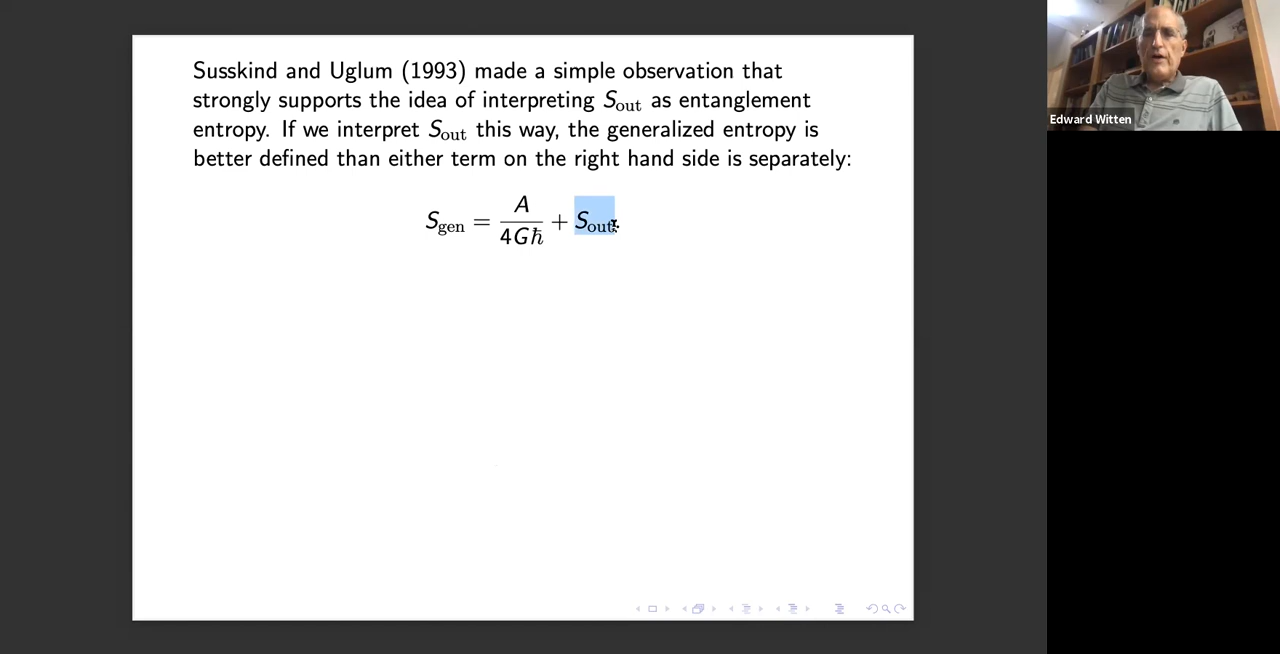 Susskind and Uglum (1993) made a simple observation that
strongly supports the idea of interpreting S_out as entanglement
entropy. If we interpret S_out this way, the generalized entropy is
better defined than either term on the right hand side is separately:
S_gen = A/4Għ + S_out.
Edward Witten